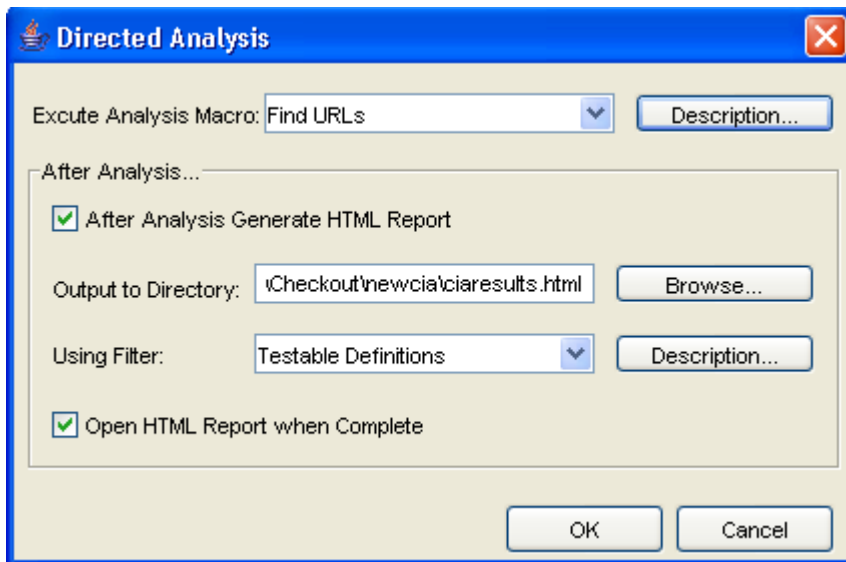 Directed Analysis
Excute Analysis Macro: Find URLs Description...
After Analysis...
After Analysis Generate HTML Report
Output to Directory: \Checkout\newcia\ciaresults.html Browse...
Using Filter: Testable Definitions Description...
Open HTML Report when Complete
OK Cancel